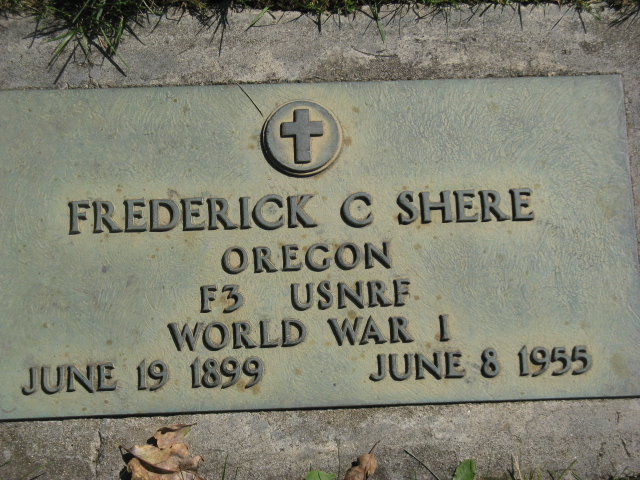 FREDERICK C SHERE
OREGON
F3 USNRF
WORLD WAR I
JUNE 19 1899 JUNE 8 1955